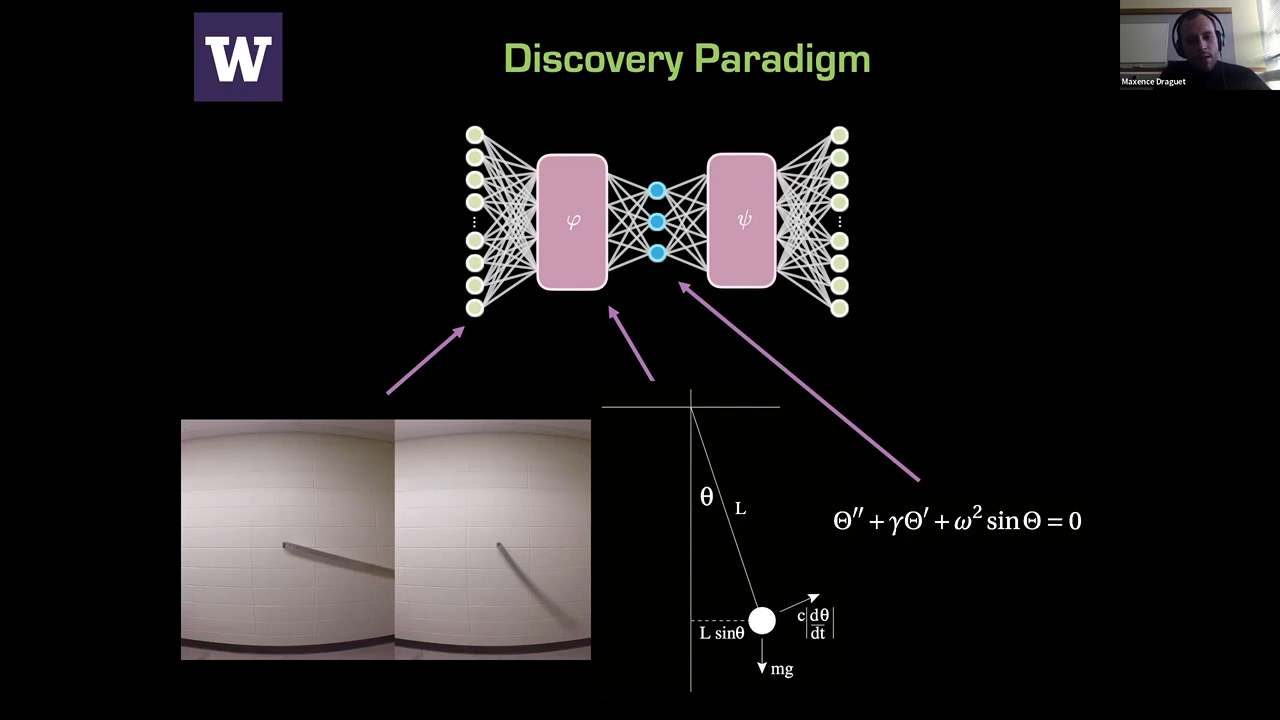 W
Discovery Paradigm
Maxence Draguet
φ
ψ
θ
L
Θ″ + γΘ′ + ω² sin Θ = 0
c|dθ/dt|
L sinθ
mg